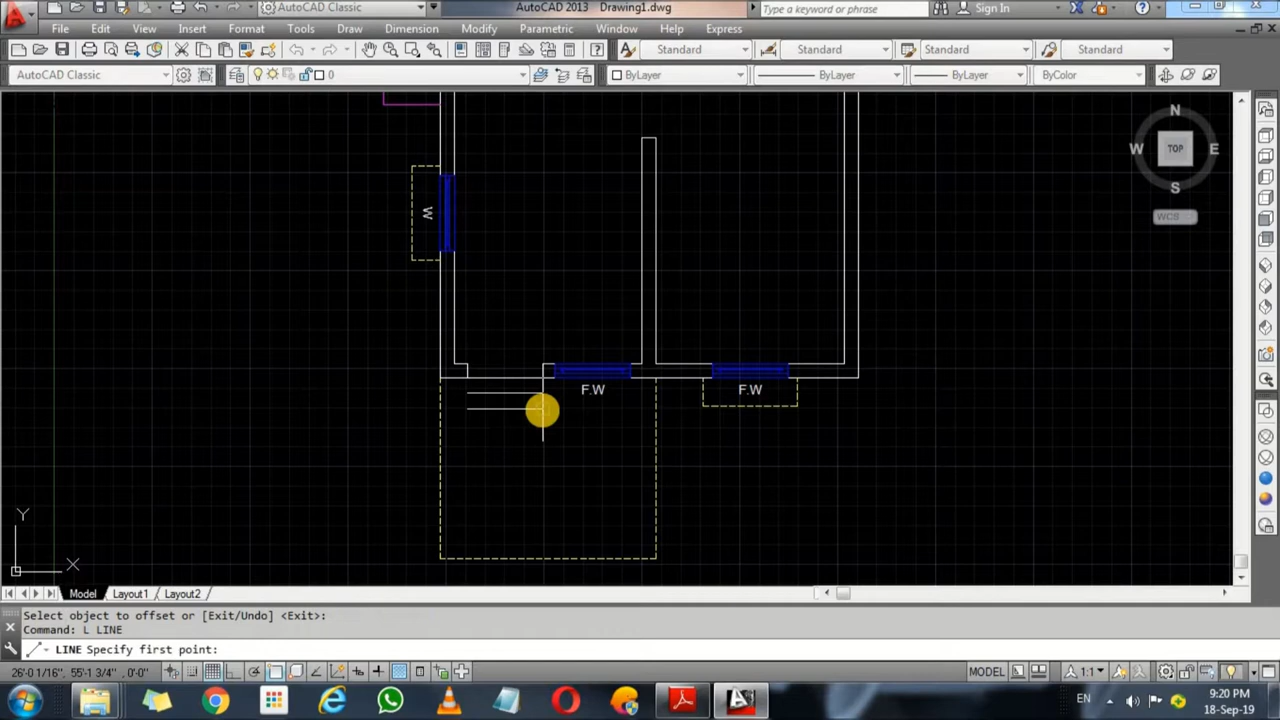 AutoCAD Classic
AutoCAD 2013 Drawing1.dwg
Type a keyword or phrase
Sign In
File Edit View Insert Format Tools Draw Dimension Modify Parametric Window Help Express
Standard Standard Standard Standard
AutoCAD Classic
0
ByLayer ByLayer ByLayer ByColor
N
W TOP E
S
WCS
W
F.W F.W
Y
X
Model Layout1 Layout2
Select object to offset or [Exit/Undo] <Exit>:
Command: L LINE
LINE Specify first point:
26'-0 1/16", 55'-1 3/4", 0'-0"
MODEL
1:1
EN
9:20 PM
18-Sep-19